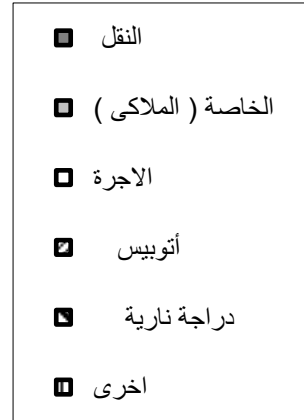 النقل
الخاصة ( الملاكى )
الاجرة
أتوبيس
دراجة نارية
اخرى